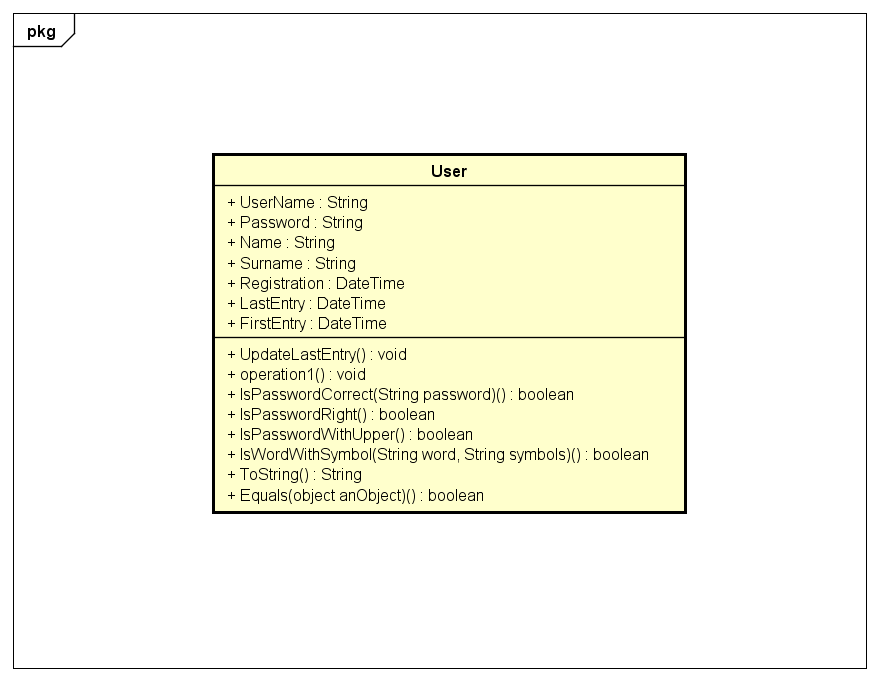 pkg
User
+ UserName : String
+ Password : String
+ Name : String
+ Surname : String
+ Registration : DateTime
+ LastEntry : DateTime
+ FirstEntry : DateTime
+ UpdateLastEntry() : void
+ operation1() : void
+ IsPasswordCorrect(String password)() : boolean
+ IsPasswordRight() : boolean
+ IsPasswordWithUpper() : boolean
+ IsWordWithSymbol(String word, String symbols)() : boolean
+ ToString() : String
+ Equals(object anObject)() : boolean